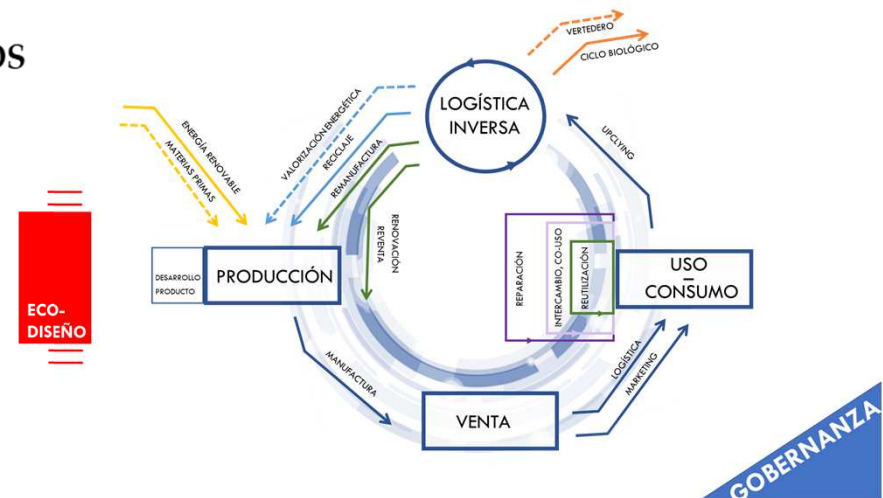 OS
VERTEDERO
CICLO BIOLÓGICO
LOGÍSTICA
INVERSA
VALORIZACIÓN ENERGÉTICA
RECICLAJE
REMANUFACTURA
ENERGÍA RENOVABLE
MATERIAS PRIMAS
UPCLYING
RENOVACIÓN
REVENTA
REPARACIÓN
INTERCAMBIO, CO-USO
REUTILIZACIÓN
DESARROLLO
PRODUCTO
PRODUCCIÓN
USO
–
CONSUMO
ECO-
DISEÑO
MANUFACTURA
LOGÍSTICA
MARKETING
VENTA
GOBERNANZA